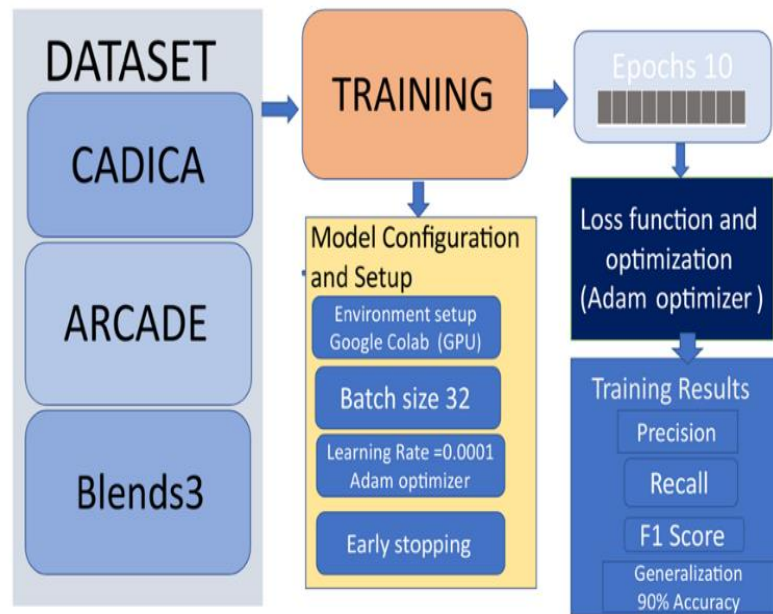 DATASET
CADICA
ARCADE
Blends3
TRAINING
Model Configuration
and Setup
Environment setup
Google Colab (GPU)
Batch size 32
Learning Rate =0.0001
Adam optimizer
Early stopping
Epochs 10
Loss function and
optimization
(Adam optimizer )
Training Results
Precision
Recall
F1 Score
Generalization
90% Accuracy